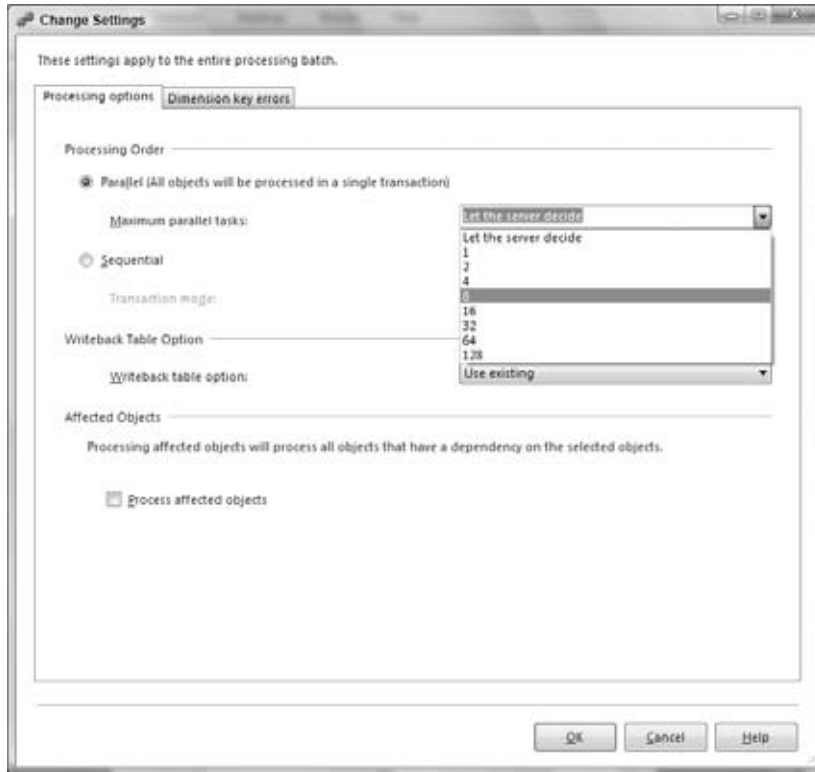 Change Settings
These settings apply to the entire processing batch.
Processing options Dimension key errors
Processing Order
Parallel (All objects will be processed in a single transaction)
Maximum parallel tasks: Let the server decide
Let the server decide
1
2
4
8
Sequential
16
Transaction mode:
32
Writeback Table Option
64
128
Writeback table option: Use existing
Affected Objects
Processing affected objects will process all objects that have a dependency on the selected objects.
Process affected objects
OK Cancel Help